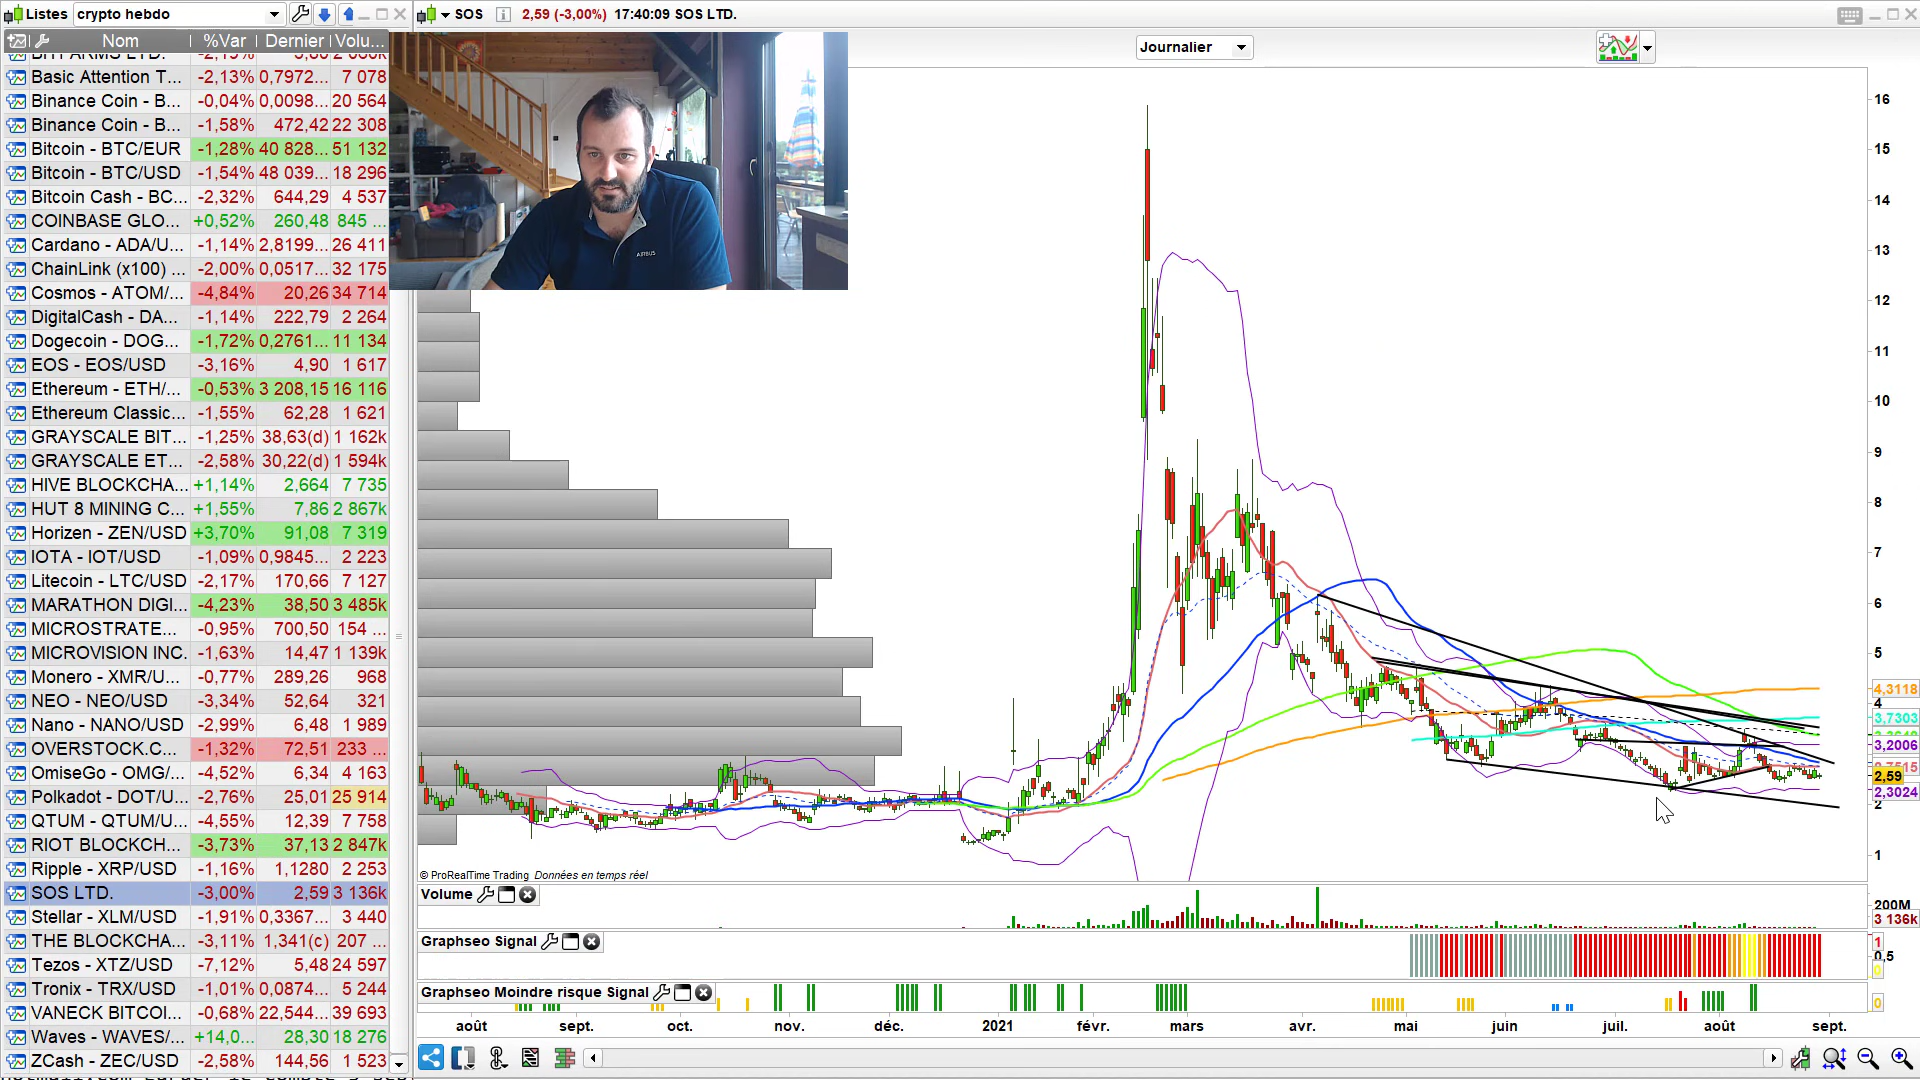 Listes crypto hebdo
SOS 2,59 (-3,00%) 17:40:09 SOS LTD.
Nom %Var Dernier Volu...
Journalier
Basic Attention T... -2,13% 0,7972... 7 078
Binance Coin - B... -0,04% 0,0098... 20 564
Binance Coin - B... -1,58% 472,42 22 308
Bitcoin - BTC/EUR -1,28% 40 828... 51 132
Bitcoin - BTC/USD -1,54% 48 039... 18 296
Bitcoin Cash - BC... -2,32% 644,29 4 537
COINBASE GLO... +0,52% 260,48 845 ...
Cardano - ADA/U... -1,14% 2,8199... 26 411
ChainLink (x100) ... -2,00% 0,0517... 32 175
Cosmos - ATOM/... -4,84% 20,26 34 714
DigitalCash - DA... -1,14% 222,79 2 264
Dogecoin - DOG... -1,72% 0,2761... 11 134
EOS - EOS/USD -3,16% 4,90 1 617
Ethereum - ETH/... -0,53% 3 208,15 16 116
Ethereum Classic... -1,55% 62,28 1 621
GRAYSCALE BIT... -1,25% 38,63(d) 1 162k
GRAYSCALE ET... -2,58% 30,22(d) 1 594k
HIVE BLOCKCHA... +1,14% 2,664 7 735
HUT 8 MINING C... +1,55% 7,86 2 867k
Horizen - ZEN/USD +3,70% 91,08 7 319
IOTA - IOT/USD -1,09% 0,9845... 2 223
Litecoin - LTC/USD -2,17% 170,66 7 127
MARATHON DIGI... -4,23% 38,50 3 485k
MICROSTRATE... -0,95% 700,50 154 ...
MICROVISION INC. -1,63% 14,47 1 139k
Monero - XMR/U... -0,77% 289,26 968
NEO - NEO/USD -3,34% 52,64 321
Nano - NANO/USD -2,99% 6,48 1 989
OVERSTOCK.C... -1,32% 72,51 233 ...
OmiseGo - OMG/... -4,52% 6,34 4 163
Polkadot - DOT/U... -2,76% 25,01 25 914
QTUM - QTUM/U... -4,55% 12,39 7 758
RIOT BLOCKCH... -3,73% 37,13 2 847k
Ripple - XRP/USD -1,16% 1,1280 2 253
SOS LTD. -3,00% 2,59 3 136k
Stellar - XLM/USD -1,91% 0,3367... 3 440
THE BLOCKCHA... -3,11% 1,341(c) 207 ...
Tezos - XTZ/USD -7,12% 5,48 24 597
Tronix - TRX/USD -1,01% 0,0874... 5 244
VANECK BITCOI... -0,68% 22,544... 39 693
Waves - WAVES/... +14,0... 28,30 18 276
ZCash - ZEC/USD -2,58% 144,56 1 523
AIRBUS
16
15
14
13
12
11
10
9
8
7
6
5
4,3118
4
3,7303
3,2006
2,59
2,3024
2
1
© ProRealTime Trading Données en temps réel
Volume
200M
3 136k
Graphseo Signal
1
0,5
0
Graphseo Moindre risque Signal
0
août sept. oct. nov. déc. 2021 févr. mars avr. mai juin juil. août sept.